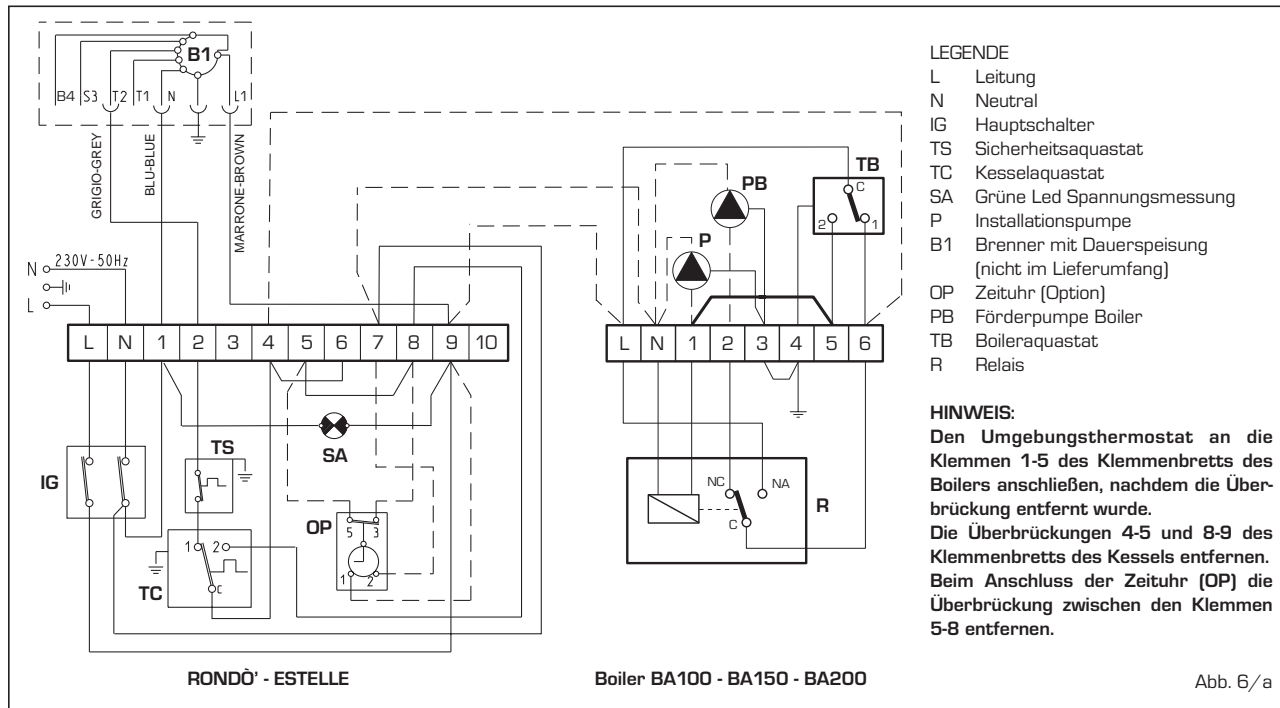 B1
B4 S3 T2 T1 N L1
GRIGIO-GREY
BLU-BLUE
MARRONE-BROWN
N 230V-50Hz
L
L N 1 2 3 4 5 6 7 8 9 10
IG
TS
TC
1 2
C
SA
OP
5 3
1 2
RONDÒ' - ESTELLE
PB
P
TB
C
2 1
L N 1 2 3 4 5 6
NC NA
C
R
Boiler BA100 - BA150 - BA200
LEGENDE
L Leitung
N Neutral
IG Hauptschalter
TS Sicherheitsaquastat
TC Kesselaquastat
SA Grüne Led Spannungsmessung
P Installationspumpe
B1 Brenner mit Dauerspeisung
(nicht im Lieferumfang)
OP Zeituhr (Option)
PB Förderpumpe Boiler
TB Boileraquastat
R Relais
HINWEIS:
Den Umgebungsthermostat an die
Klemmen 1-5 des Klemmenbretts des
Boilers anschließen, nachdem die Über-
brückung entfernt wurde.
Die Überbrückungen 4-5 und 8-9 des
Klemmenbretts des Kessels entfernen.
Beim Anschluss der Zeituhr (OP) die
Überbrückung zwischen den Klemmen
5-8 entfernen.
Abb. 6/a